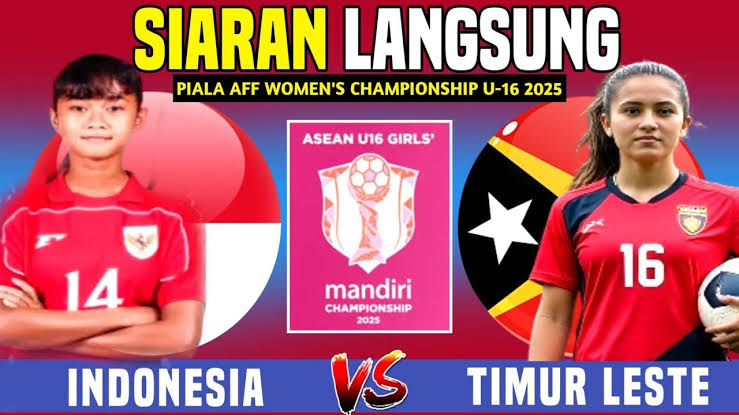 SIARAN LANGSUNG
PIALA AFF WOMEN'S CHAMPIONSHIP U-16 2025
ASEAN U16 GIRLS'
mandiri
CHAMPIONSHIP
2025
14
16
INDONESIA VS TIMUR LESTE